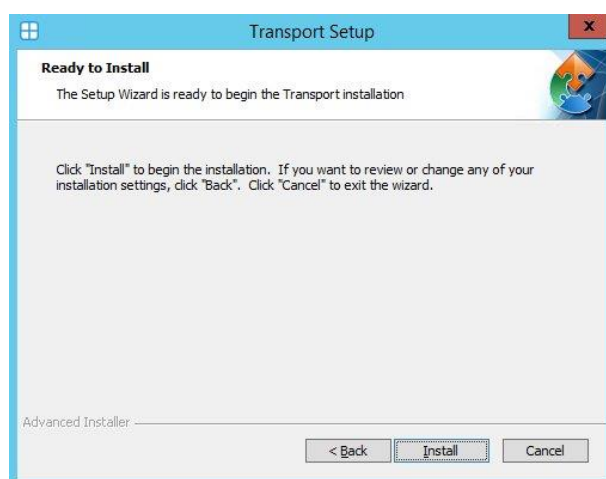 Transport Setup
x
Ready to Install
The Setup Wizard is ready to begin the Transport installation
Click "Install" to begin the installation. If you want to review or change any of your
installation settings, click "Back". Click "Cancel" to exit the wizard.
Advanced Installer
< Back
Install
Cancel